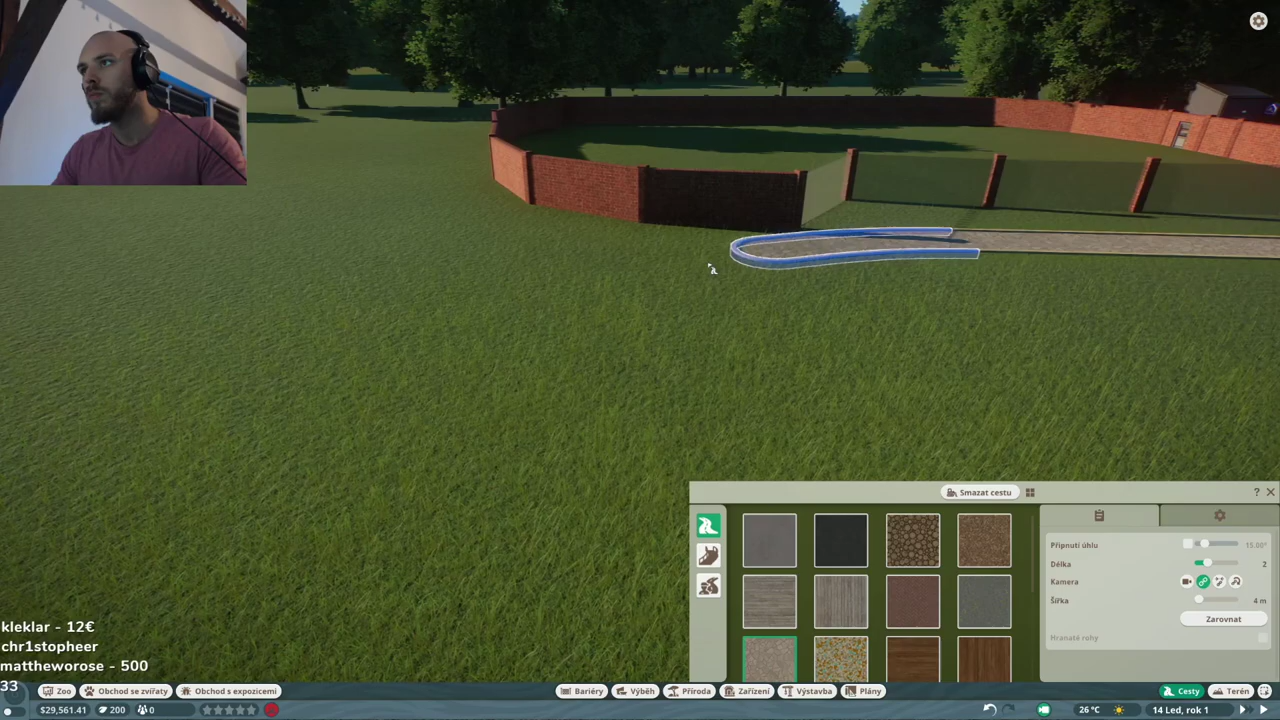 Smazat cestu
?
Připnutí úhlu
15.00°
Délka
2
Kamera
Šířka
4 m
Zarovnat
Hranaté rohy
kleklar - 12€
chr1stopheer
mattheworose - 500
33
Zoo
Obchod se zvířaty
Obchod s expozicemi
Bariéry
Výběh
Příroda
Zařízení
Výstavba
Plány
Cesty
Terén
$29,561.41
200
0
26 °C
14 Led, rok 1